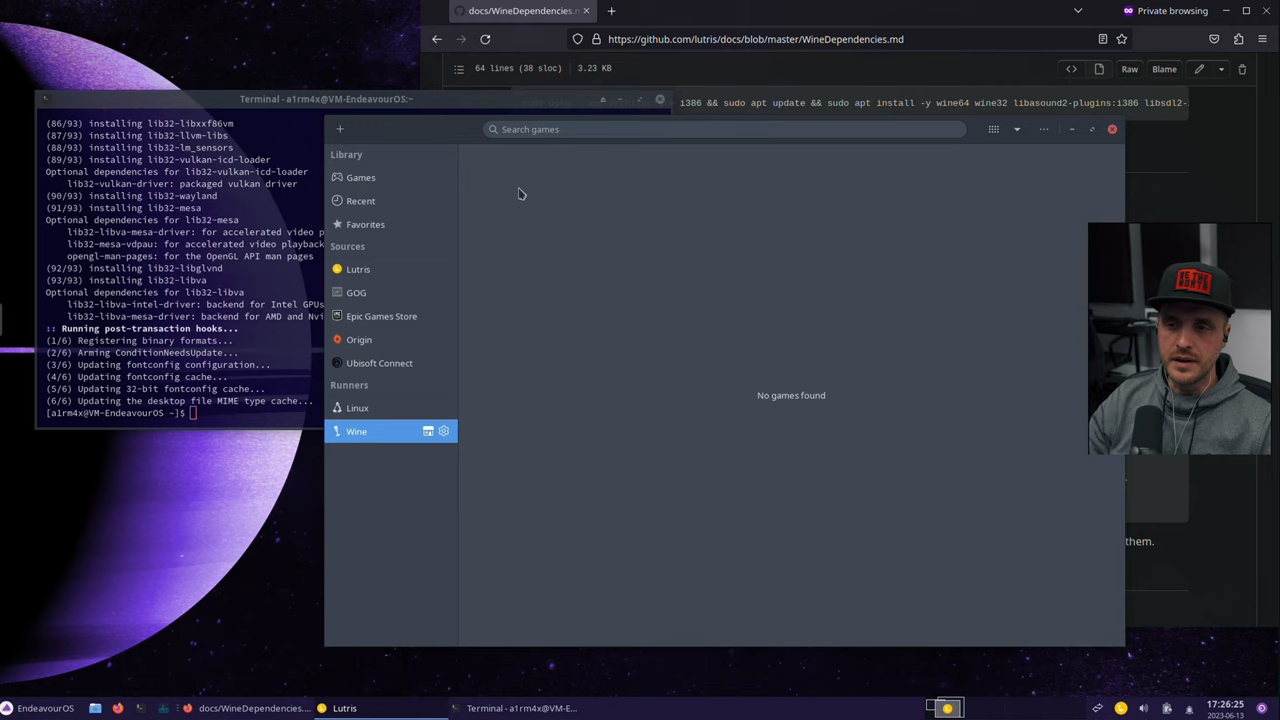 docs/WineDependencies.m
Private browsing
https://github.com/lutris/docs/blob/master/WineDependencies.md
64 lines (38 sloc)
3.23 KB
Raw
Blame
i386 && sudo apt update && sudo apt install -y wine64 wine32 libasound2-plugins:i386 libsdl2-
Terminal - a1rm4x@VM-EndeavourOS:~
(86/93) installing lib32-libxxf86vm
(87/93) installing lib32-llvm-libs
(88/93) installing lib32-lm_sensors
(89/93) installing lib32-vulkan-icd-loader
Optional dependencies for lib32-vulkan-icd-loader
lib32-vulkan-driver: packaged vulkan driver
(90/93) installing lib32-wayland
(91/93) installing lib32-mesa
Optional dependencies for lib32-mesa
lib32-libva-mesa-driver: for accelerated video p
lib32-mesa-vdpau: for accelerated video playback
opengl-man-pages: for the OpenGL API man pages
(92/93) installing lib32-libglvnd
(93/93) installing lib32-libva
Optional dependencies for lib32-libva
lib32-libva-intel-driver: backend for Intel GPUs
lib32-libva-mesa-driver: backend for AMD and Nvi
:: Running post-transaction hooks...
(1/6) Registering binary formats...
(2/6) Arming ConditionNeedsUpdate...
(3/6) Updating fontconfig configuration...
(4/6) Updating fontconfig cache...
(5/6) Updating 32-bit fontconfig cache...
(6/6) Updating the desktop file MIME type cache...
[a1rm4x@VM-EndeavourOS ~]$
Search games
Library
Games
Recent
Favorites
Sources
Lutris
GOG
Epic Games Store
Origin
Ubisoft Connect
Runners
Linux
Wine
No games found
them.
EndeavourOS
docs/WineDependencies....
Lutris
Terminal - a1rm4x@VM-E...
17:26:25
2023-06-13